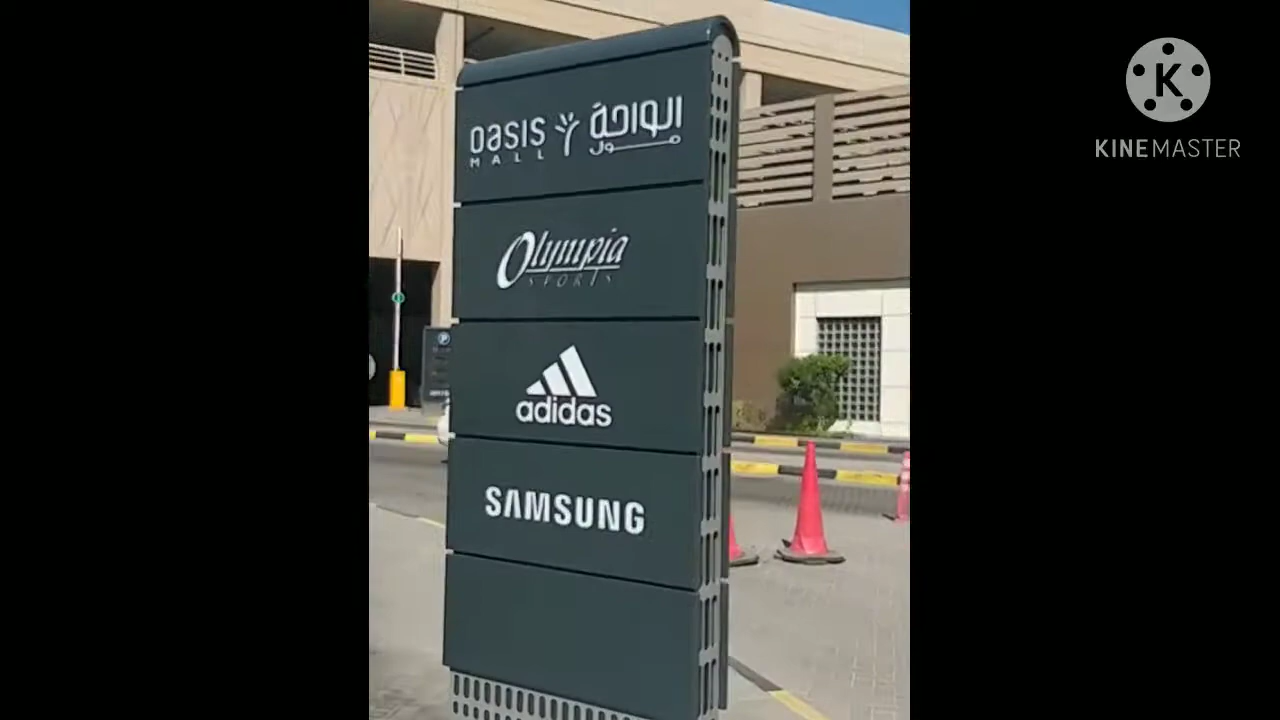 OASIS الواحة
MALL مول
Olympia
SPORTS
adidas
SAMSUNG
P
K
KINEMASTER